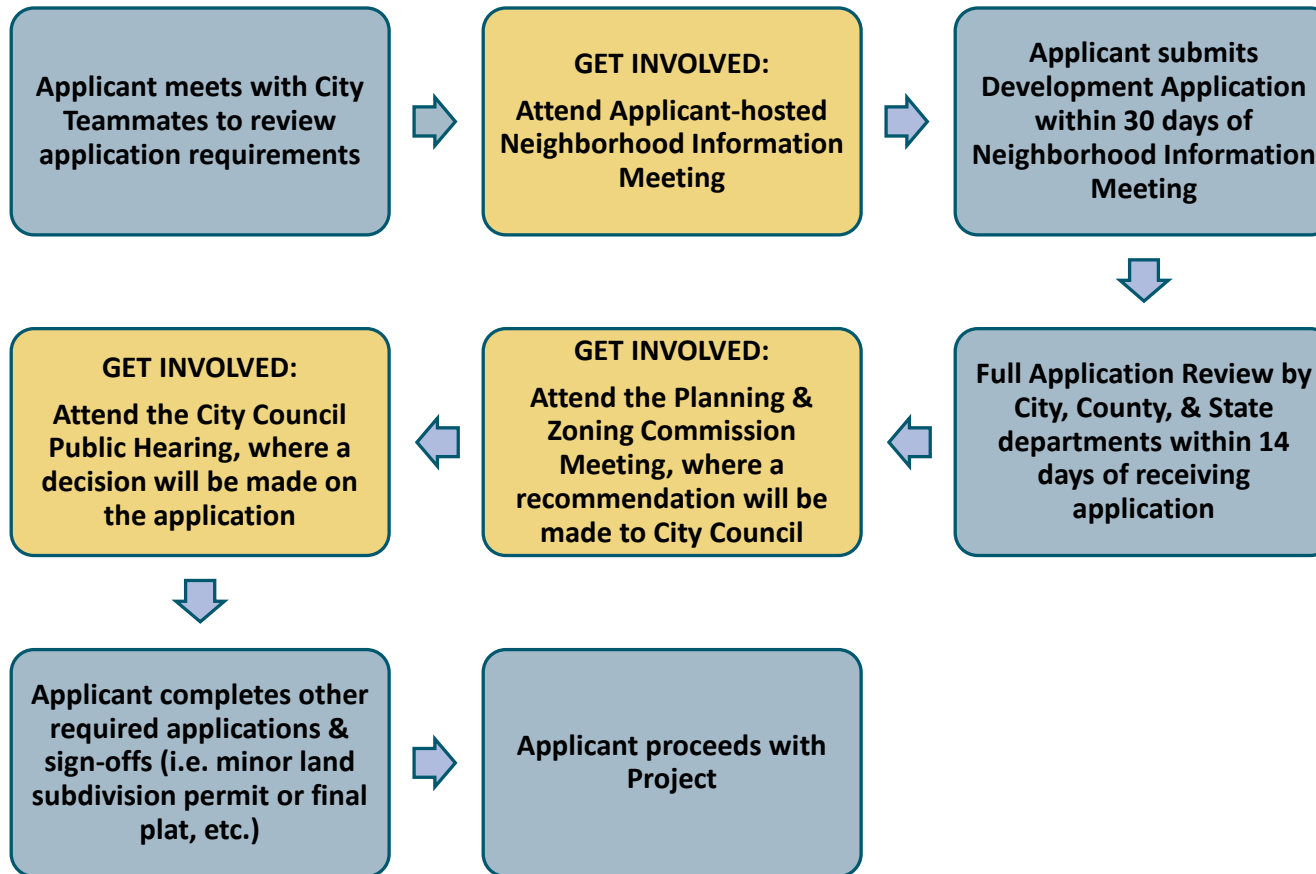 Applicant meets with City
Teammates to review
application requirements
GET INVOLVED:
Attend Applicant-hosted
Neighborhood Information
Meeting
Applicant submits
Development Application
within 30 days of
Neighborhood Information
Meeting
Full Application Review by
City, County, & State
departments within 14
days of receiving
application
GET INVOLVED:
Attend the Planning &
Zoning Commission
Meeting, where a
recommendation will be
made to City Council
GET INVOLVED:
Attend the City Council
Public Hearing, where a
decision will be made on
the application
Applicant completes other
required applications &
sign-offs (i.e. minor land
subdivision permit or final
plat, etc.)
Applicant proceeds with
Project